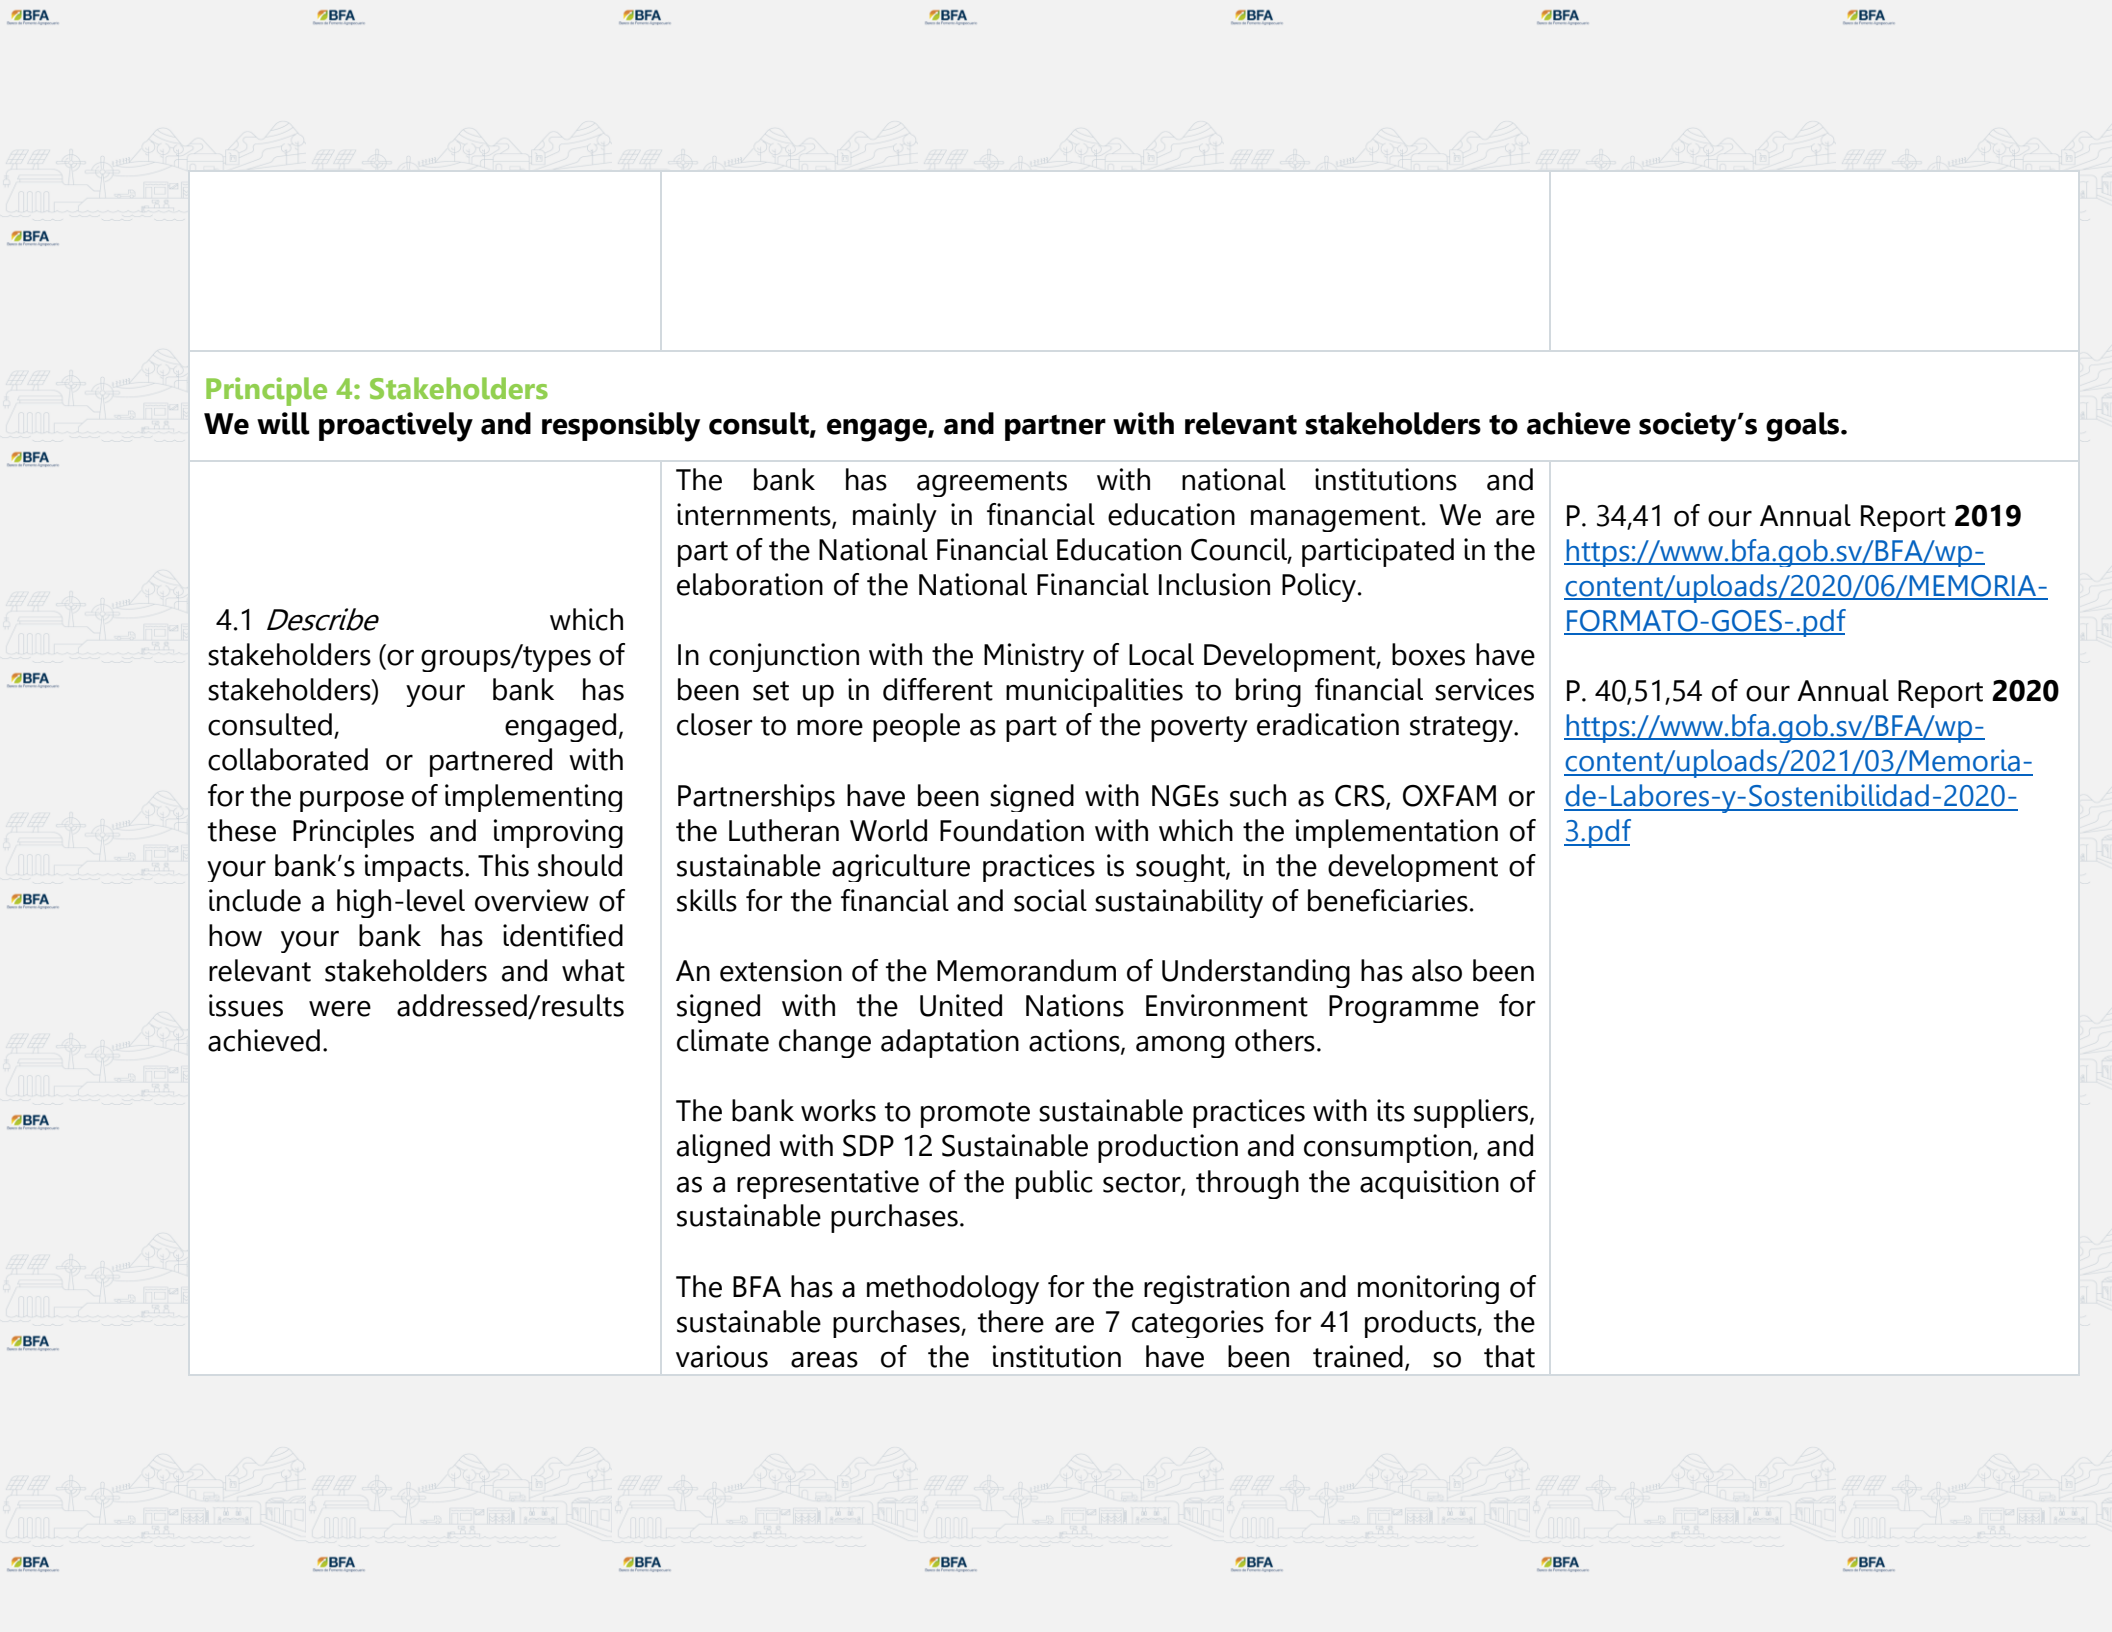 BFA BFA BFA BFA BFA BFA BFA
BFA
Principle 4: Stakeholders
We will proactively and responsibly consult, engage, and partner with relevant stakeholders to achieve society’s goals.
BFA
4.1 Describe which
stakeholders (or groups/types of
stakeholders) your bank has
consulted, engaged,
collaborated or partnered with
for the purpose of implementing
these Principles and improving
your bank’s impacts. This should
include a high-level overview of
how your bank has identified
relevant stakeholders and what
issues were addressed/results
achieved.
The bank has agreements with national institutions and
internments, mainly in financial education management. We are
part of the National Financial Education Council, participated in the
elaboration of the National Financial Inclusion Policy.
In conjunction with the Ministry of Local Development, boxes have
been set up in different municipalities to bring financial services
closer to more people as part of the poverty eradication strategy.
Partnerships have been signed with NGEs such as CRS, OXFAM or
the Lutheran World Foundation with which the implementation of
sustainable agriculture practices is sought, in the development of
skills for the financial and social sustainability of beneficiaries.
An extension of the Memorandum of Understanding has also been
signed with the United Nations Environment Programme for
climate change adaptation actions, among others.
The bank works to promote sustainable practices with its suppliers,
aligned with SDP 12 Sustainable production and consumption, and
as a representative of the public sector, through the acquisition of
sustainable purchases.
The BFA has a methodology for the registration and monitoring of
sustainable purchases, there are 7 categories for 41 products, the
various areas of the institution have been trained, so that
P. 34,41 of our Annual Report 2019
https://www.bfa.gob.sv/BFA/wp-
content/uploads/2020/06/MEMORIA-
FORMATO-GOES-.pdf
P. 40,51,54 of our Annual Report 2020
https://www.bfa.gob.sv/BFA/wp-
content/uploads/2021/03/Memoria-
de-Labores-y-Sostenibilidad-2020-
3.pdf
BFA
BFA
BFA
BFA
BFA BFA BFA BFA BFA BFA BFA